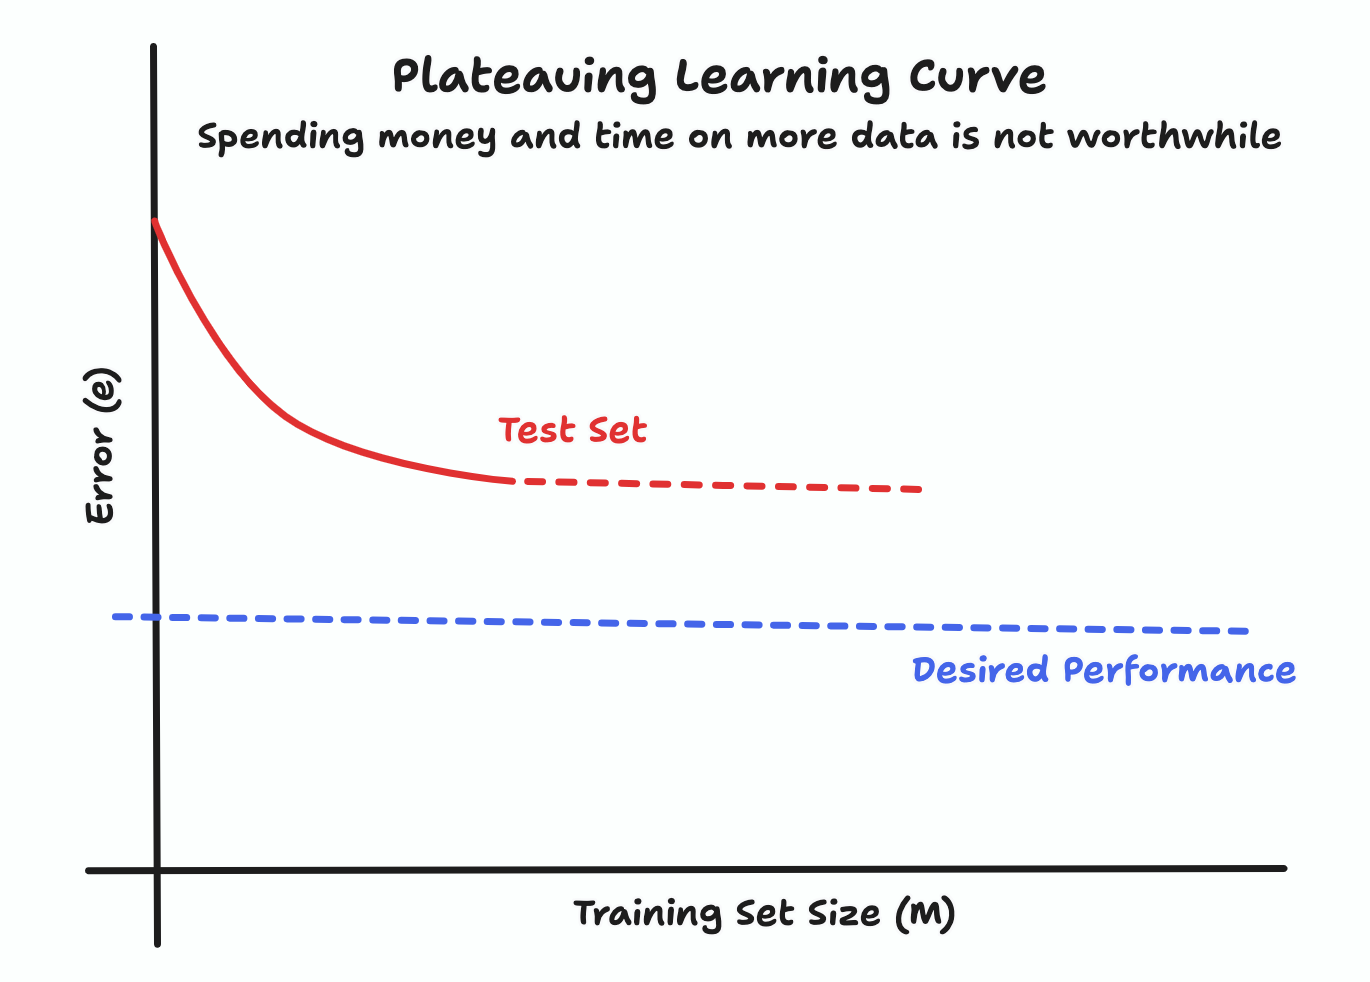 Plateauing Learning Curve
Spending money and time on more data is not worthwhile
Error (e)
Test Set
Desired Performance
Training Set Size (M)